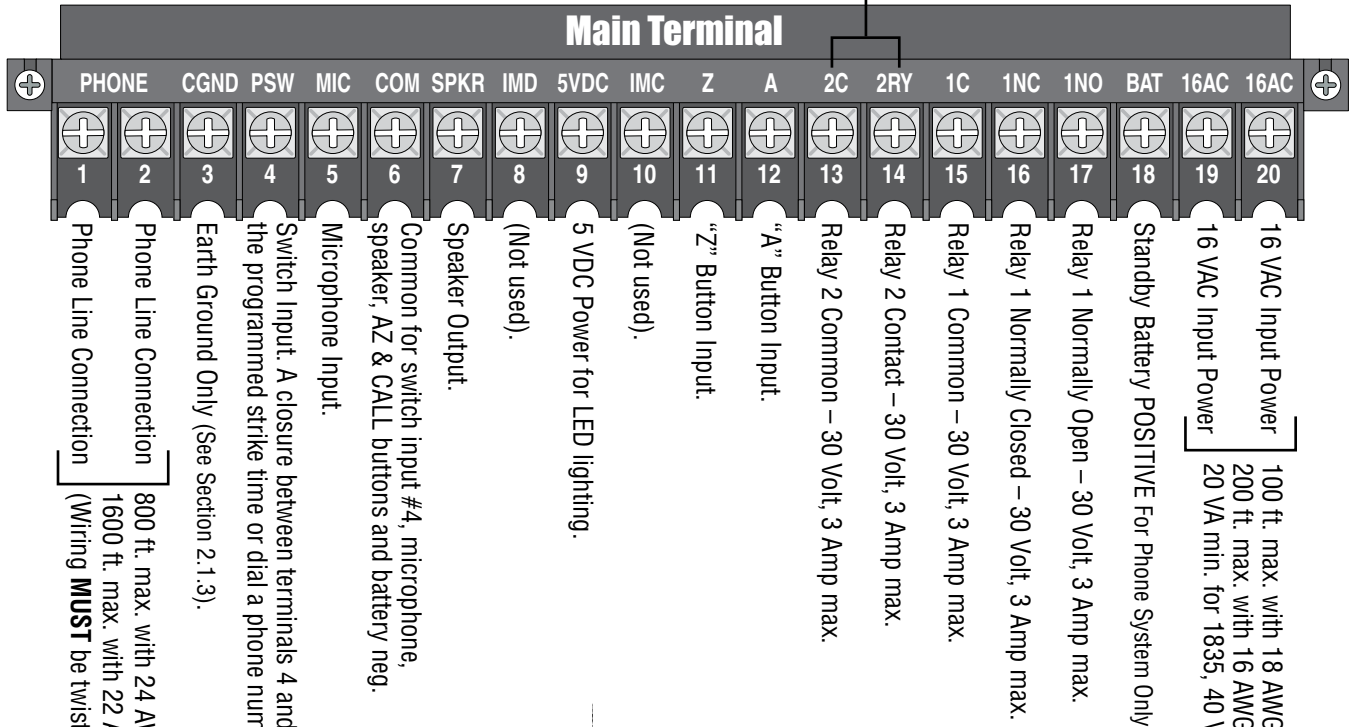 Main Terminal
PHONE CGND PSW MIC COM SPKR IMD 5VDC IMC Z A 2C 2RY 1C 1NC 1NO BAT 16AC 16AC
1 2 3 4 5 6 7 8 9 10 11 12 13 14 15 16 17 18 19 20
Phone Line Connection
Phone Line Connection
800 ft. max. with 24
1600 ft. max. with 22
(Wiring MUST be
Earth Ground Only (See Section 2.1.3).
Switch Input. A closure between terminals 4 and
the programmed strike time or dial a phone
Microphone Input.
Common for switch input #4, microphone,
speaker, AZ & CALL buttons and battery neg.
Speaker Output.
(Not used).
5 VDC Power for LED lighting.
(Not used).
“Z” Button Input.
“A” Button Input.
Relay 2 Common – 30 Volt, 3 Amp max.
Relay 2 Contact – 30 Volt, 3 Amp max.
Relay 1 Common – 30 Volt, 3 Amp max.
Relay 1 Normally Closed – 30 Volt, 3 Amp max.
Relay 1 Normally Open – 30 Volt, 3 Amp max.
Standby Battery POSITIVE For Phone System Only
16 VAC Input Power
16 VAC Input Power
100 ft. max. with 18 AWG
200 ft. max. with 16 AWG
20 VA min. for 1835, 40